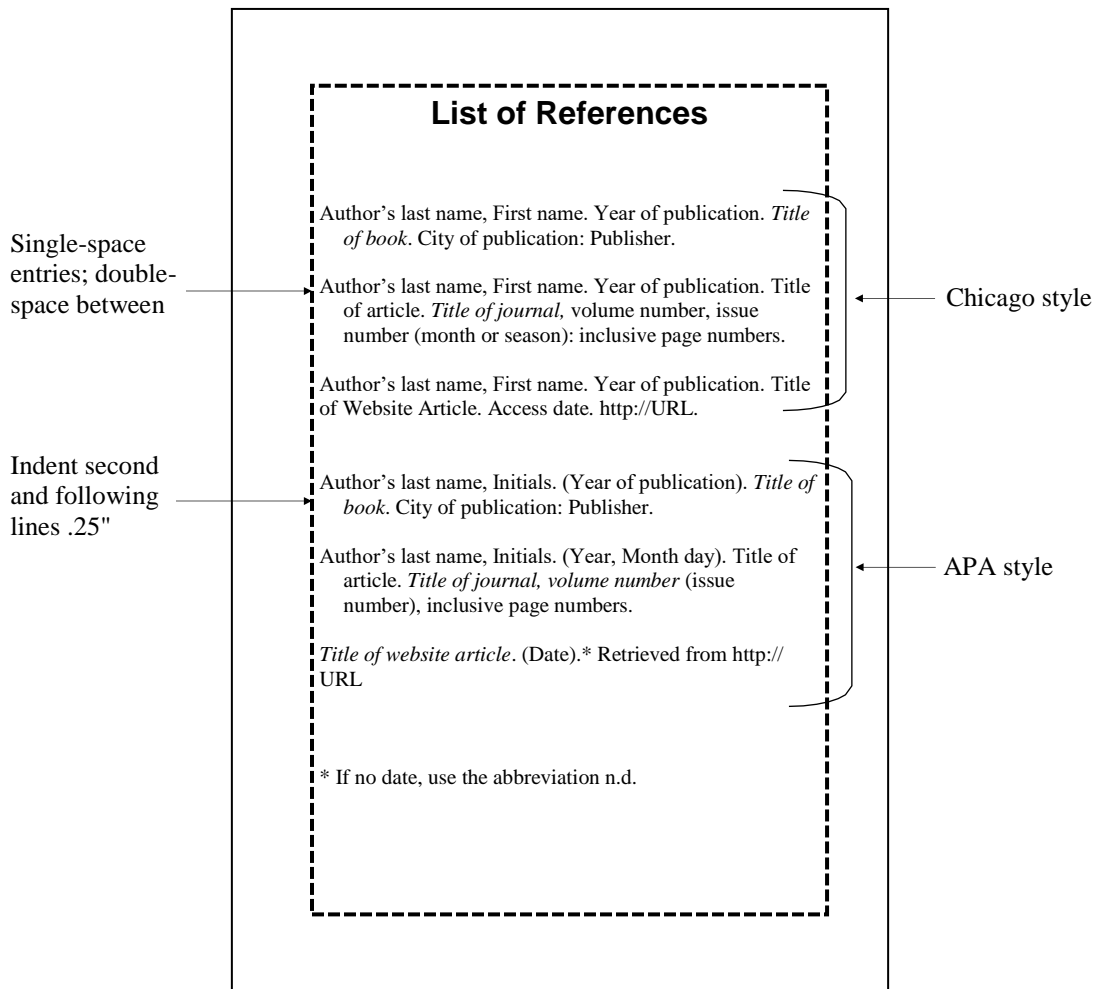 List of References
Author’s last name, First name. Year of publication. Title
of book. City of publication: Publisher.
Single-space
entries; double-
space between
Author’s last name, First name. Year of publication. Title
of article. Title of journal, volume number, issue
number (month or season): inclusive page numbers.
Chicago style
Author’s last name, First name. Year of publication. Title
of Website Article. Access date. http://URL.
Indent second
and following
lines .25"
Author’s last name, Initials. (Year of publication). Title of
book. City of publication: Publisher.
Author’s last name, Initials. (Year, Month day). Title of
article. Title of journal, volume number (issue
number), inclusive page numbers.
APA style
Title of website article. (Date).* Retrieved from http://
URL
* If no date, use the abbreviation n.d.